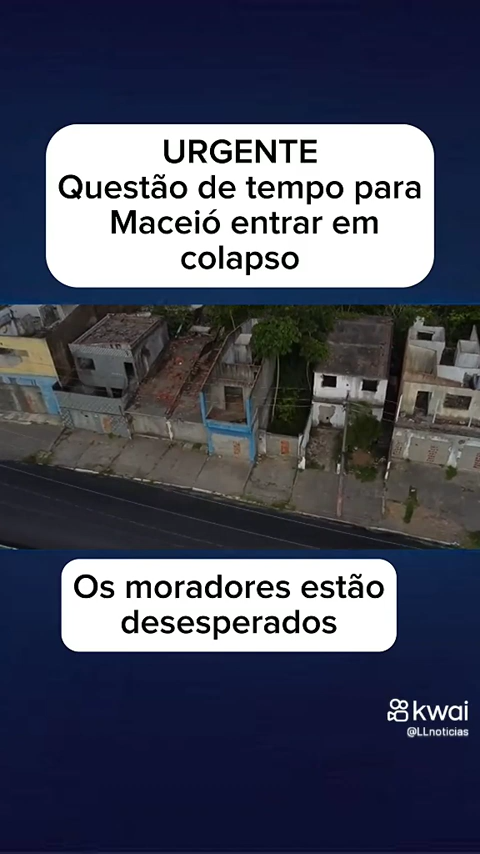 URGENTE
Questão de tempo para
Maceió entrar em
colapso
Os moradores estão
desesperados
kwai
@LLnoticias